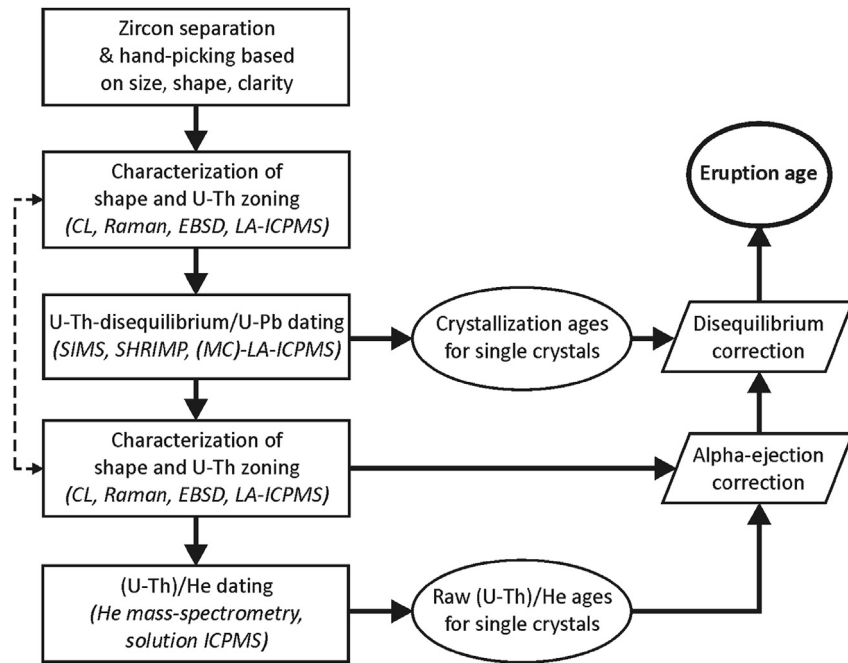 Zircon separation
& hand-picking based
on size, shape, clarity
Characterization of
shape and U-Th zoning
(CL, Raman, EBSD, LA-ICPMS)
Eruption age
U-Th-disequilibrium/U-Pb dating
(SIMS, SHRIMP, (MC)-LA-ICPMS)
Crystallization ages
for single crystals
Disequilibrium
correction
Characterization of
shape and U-Th zoning
(CL, Raman, EBSD, LA-ICPMS)
Alpha-ejection
correction
(U-Th)/He dating
(He mass-spectrometry,
solution ICPMS)
Raw (U-Th)/He ages
for single crystals